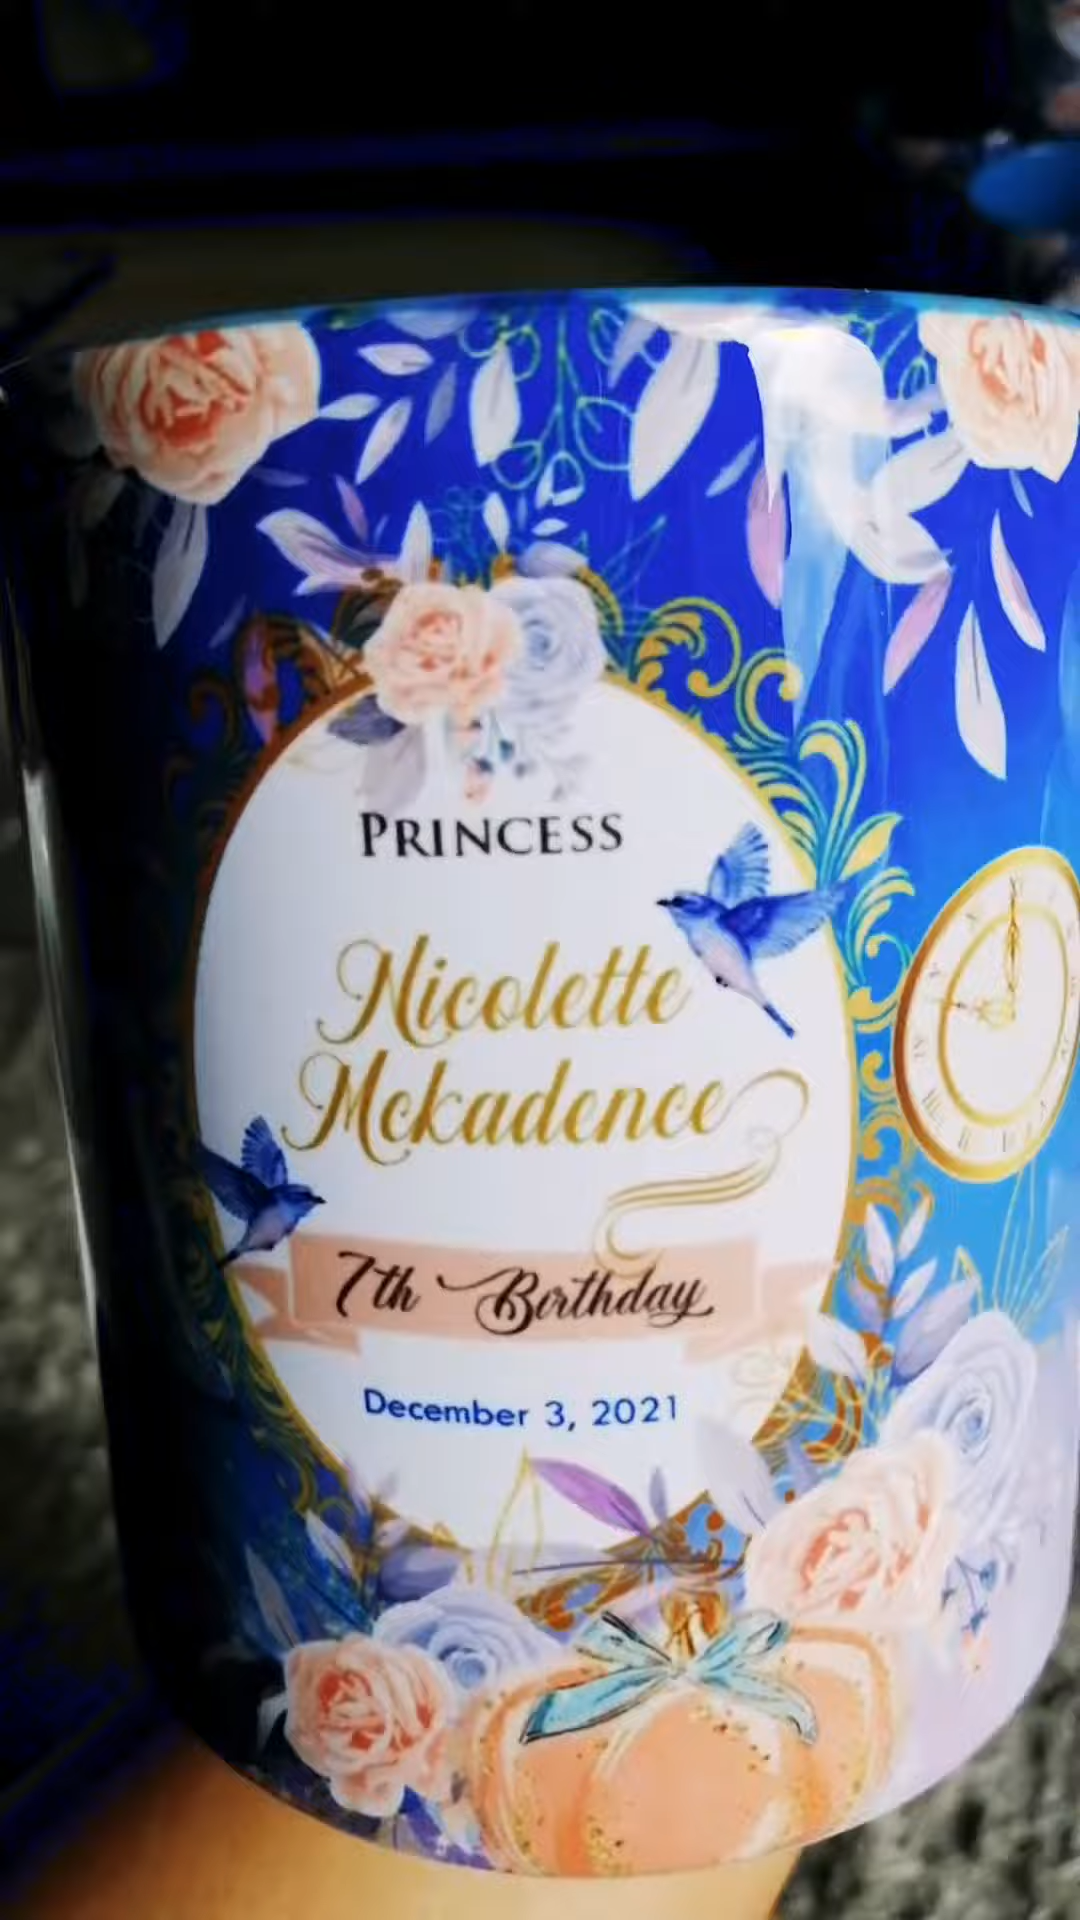 PRINCESS
Nicolette
Mckadence
7th Birthday
December 3, 2021